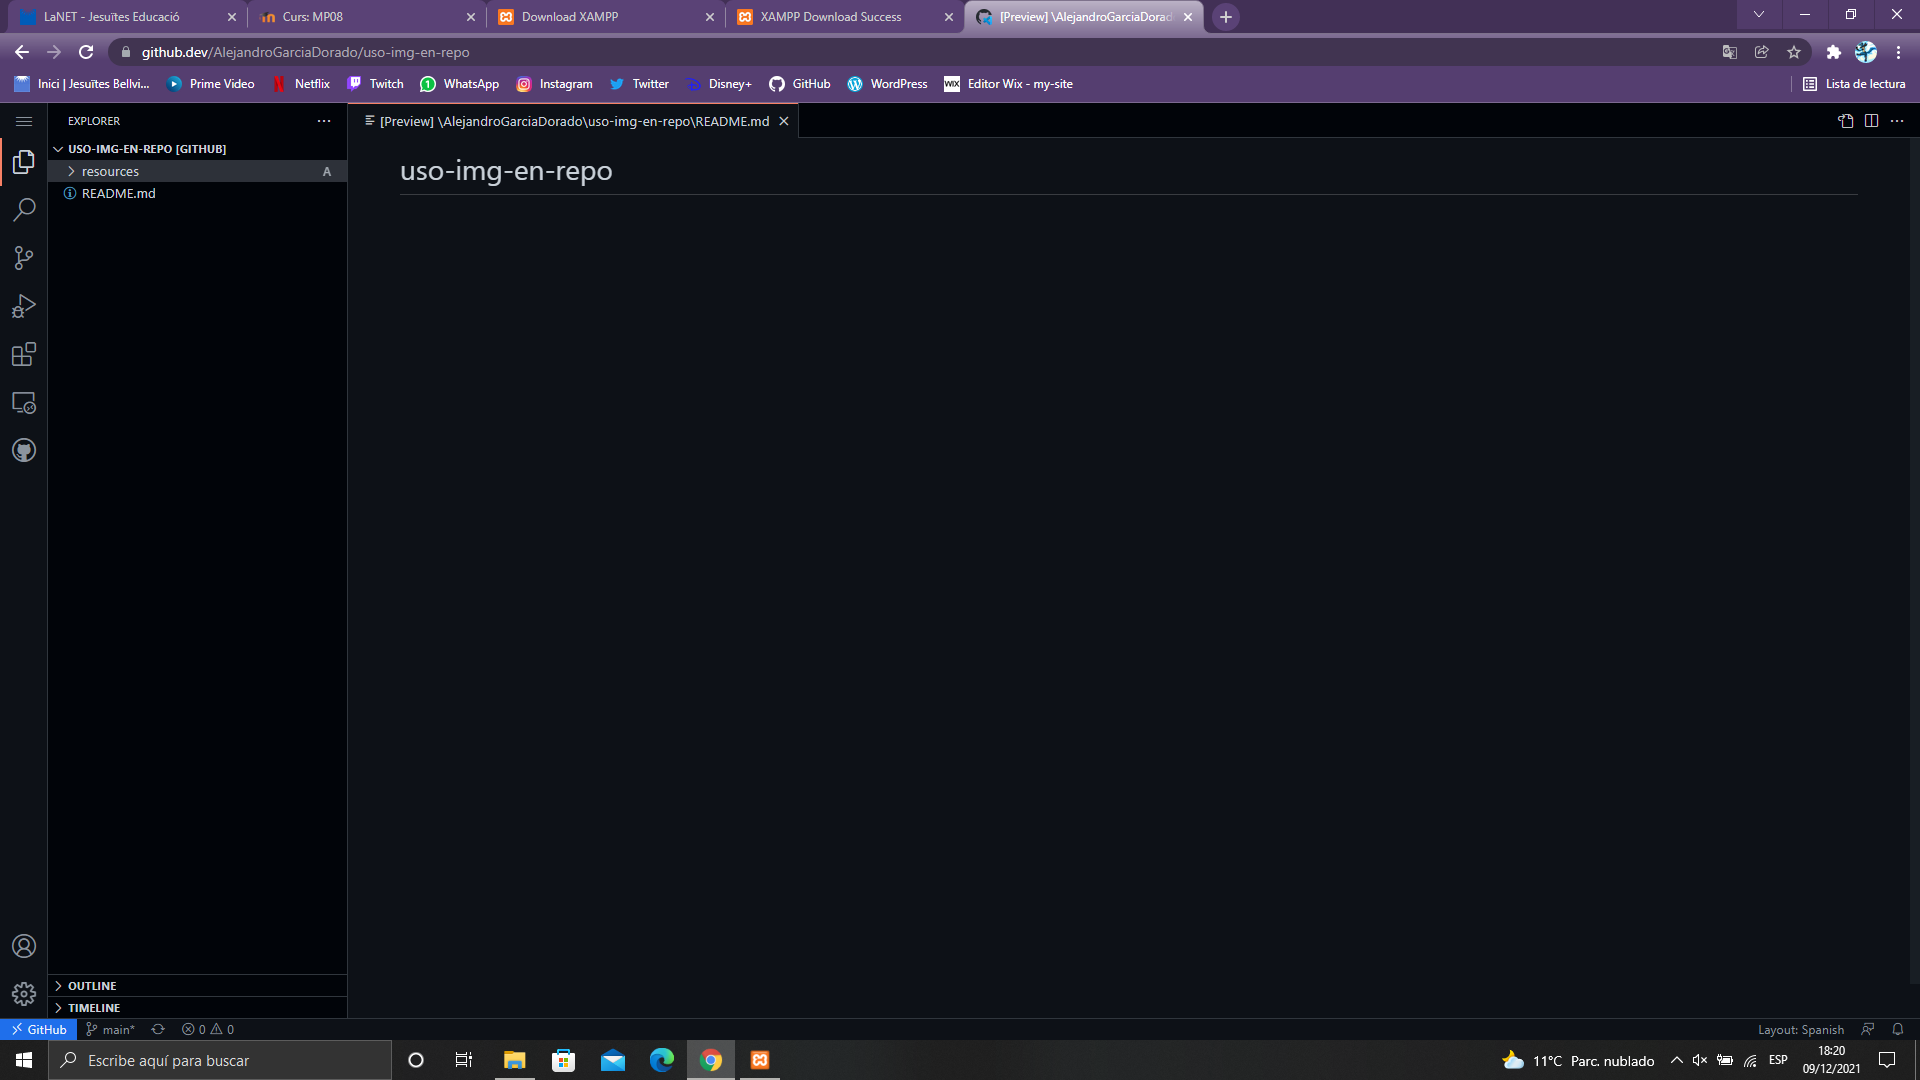 LaNET - Jesuïtes Educació
Curs: MP08
Download XAMPP
XAMPP Download Success
[Preview] \AlejandroGarciaDorado
github.dev/AlejandroGarciaDorado/uso-img-en-repo
Inici | Jesuïtes Bellvi...
Prime Video
Netflix
Twitch
WhatsApp
Instagram
Twitter
Disney+
GitHub
WordPress
WIX
Editor Wix - my-site
Lista de lectura
EXPLORER
[Preview] \AlejandroGarciaDorado\uso-img-en-repo\README.md
USO-IMG-EN-REPO [GITHUB]
resources A
README.md
uso-img-en-repo
OUTLINE
TIMELINE
GitHub
main*
0
0
Layout: Spanish
Escribe aquí para buscar
11°C Parc. nublado
ESP
18:20
09/12/2021